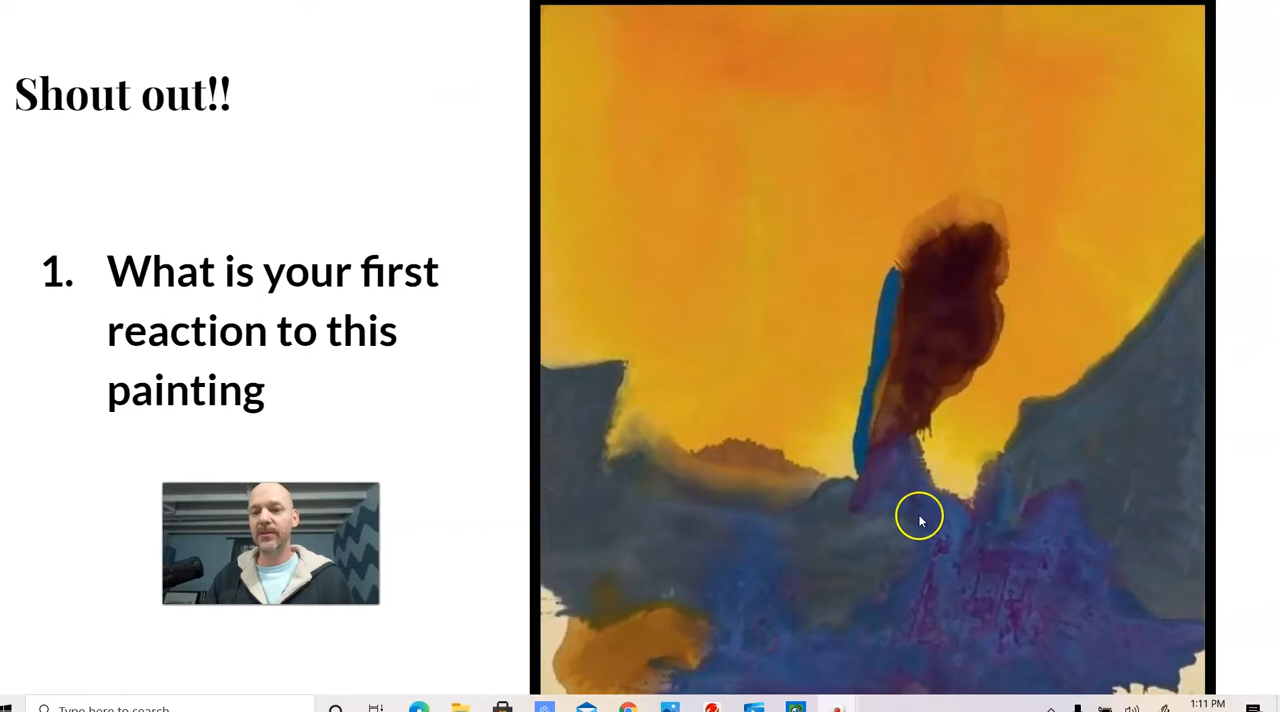 Shout out!!
1. What is your first
reaction to this
painting
Type here to search
1:11 PM